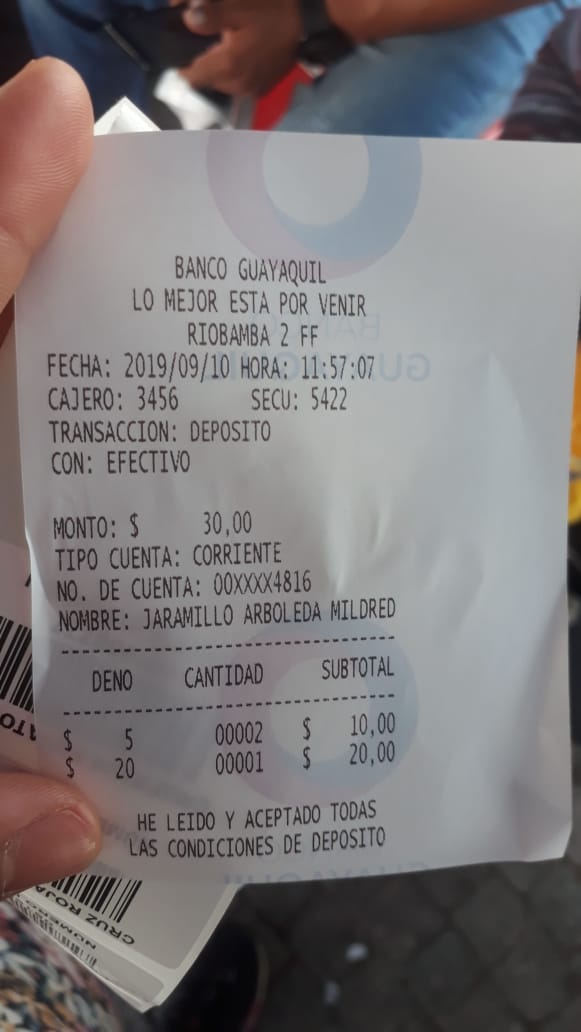 BANCO GUAYAQUIL
LO MEJOR ESTA POR VENIR
RIOBAMBA 2 FF
FECHA: 2019/09/10 HORA: 11:57:07
CAJERO: 3456 SECU: 5422
TRANSACCION: DEPOSITO
CON: EFECTIVO
MONTO: $ 30,00
TIPO CUENTA: CORRIENTE
NO. DE CUENTA: 00XXXX4816
NOMBRE: JARAMILLO ARBOLEDA MILDRED
--------------------------------
DENO CANTIDAD SUBTOTAL
--------------------------------
$ 5 00002 $ 10,00
$ 20 00001 $ 20,00
HE LEIDO Y ACEPTADO TODAS
LAS CONDICIONES DE DEPOSITO
CRUZ ROJA
NUMERO